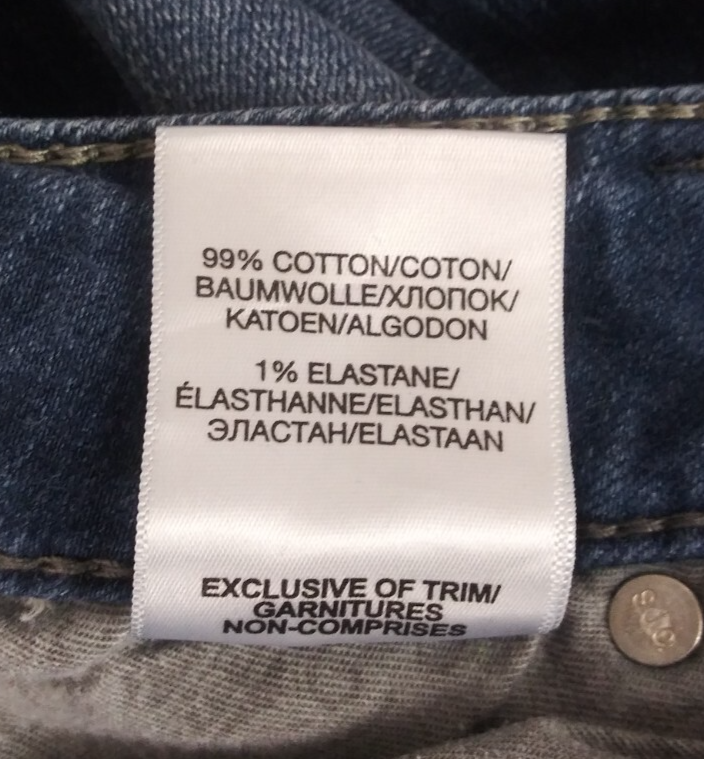 99% COTTON/COTON/
BAUMWOLLE/ХЛОПОК/
KATOEN/ALGODON
1% ELASTANE/
ÉLASTHANNE/ELASTHAN/
ЭЛАСТАН/ELASTAAN
EXCLUSIVE OF TRIM/
GARNITURES
NON-COMPRISES